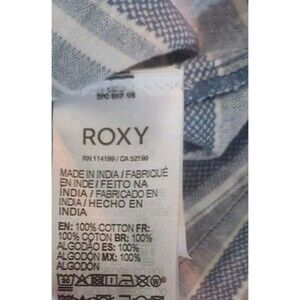 ROXY
RN 114199 / CA 52199
MADE IN INDIA / FABRIQUÉ
EN INDE / FEITO NA
ÍNDIA / FABRICADO EN
INDIA / HECHO EN
INDIA
EN: 100% COTTON FR:
100% COTON BR: 100%
ALGODÃO ES: 100%
ALGODÓN MX: 100%
ALGODÓN